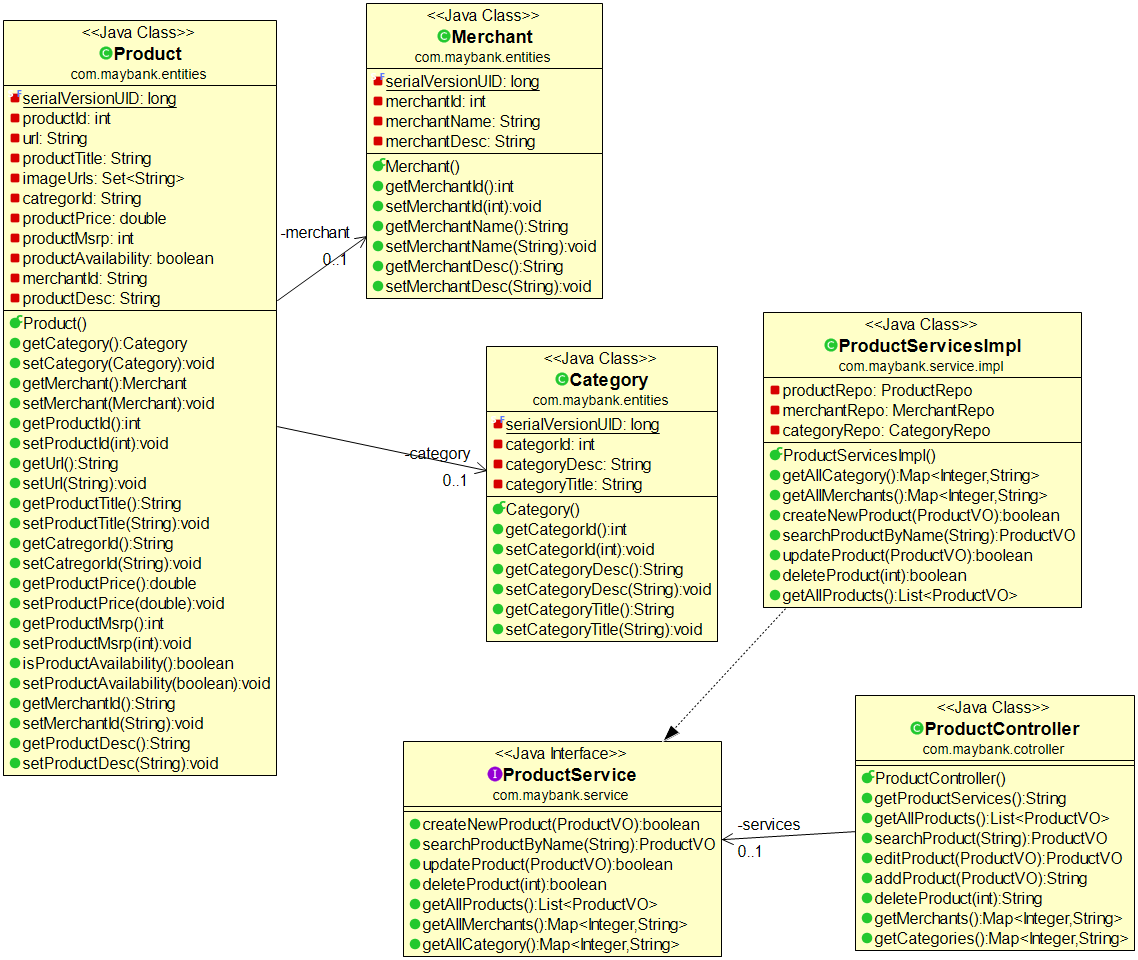 <<Java Class>>
Product
com.maybank.entities
serialVersionUID: long
productId: int
url: String
productTitle: String
imageUrls: Set<String>
catregorId: String
productPrice: double
productMsrp: int
productAvailability: boolean
merchantId: String
productDesc: String
Product()
getCategory():Category
setCategory(Category):void
getMerchant():Merchant
setMerchant(Merchant):void
getProductId():int
setProductId(int):void
getUrl():String
setUrl(String):void
getProductTitle():String
setProductTitle(String):void
getCatregorId():String
setCatregorId(String):void
getProductPrice():double
setProductPrice(double):void
getProductMsrp():int
setProductMsrp(int):void
isProductAvailability():boolean
setProductAvailability(boolean):void
getMerchantId():String
setMerchantId(String):void
getProductDesc():String
setProductDesc(String):void
-merchant
0..1
<<Java Class>>
Merchant
com.maybank.entities
serialVersionUID: long
merchantId: int
merchantName: String
merchantDesc: String
Merchant()
getMerchantId():int
setMerchantId(int):void
getMerchantName():String
setMerchantName(String):void
getMerchantDesc():String
setMerchantDesc(String):void
-category
0..1
<<Java Class>>
Category
com.maybank.entities
serialVersionUID: long
categorId: int
categoryDesc: String
categoryTitle: String
Category()
getCategorId():int
setCategorId(int):void
getCategoryDesc():String
setCategoryDesc(String):void
getCategoryTitle():String
setCategoryTitle(String):void
<<Java Class>>
ProductServicesImpl
com.maybank.service.impl
productRepo: ProductRepo
merchantRepo: MerchantRepo
categoryRepo: CategoryRepo
ProductServicesImpl()
getAllCategory():Map<Integer,String>
getAllMerchants():Map<Integer,String>
createNewProduct(ProductVO):boolean
searchProductByName(String):ProductVO
updateProduct(ProductVO):boolean
deleteProduct(int):boolean
getAllProducts():List<ProductVO>
<<Java Interface>>
ProductService
com.maybank.service
createNewProduct(ProductVO):boolean
searchProductByName(String):ProductVO
updateProduct(ProductVO):boolean
deleteProduct(int):boolean
getAllProducts():List<ProductVO>
getAllMerchants():Map<Integer,String>
getAllCategory():Map<Integer,String>
-services
0..1
<<Java Class>>
ProductController
com.maybank.cotroller
ProductController()
getProductServices():String
getAllProducts():List<ProductVO>
searchProduct(String):ProductVO
editProduct(ProductVO):ProductVO
addProduct(ProductVO):String
deleteProduct(int):String
getMerchants():Map<Integer,String>
getCategories():Map<Integer,String>